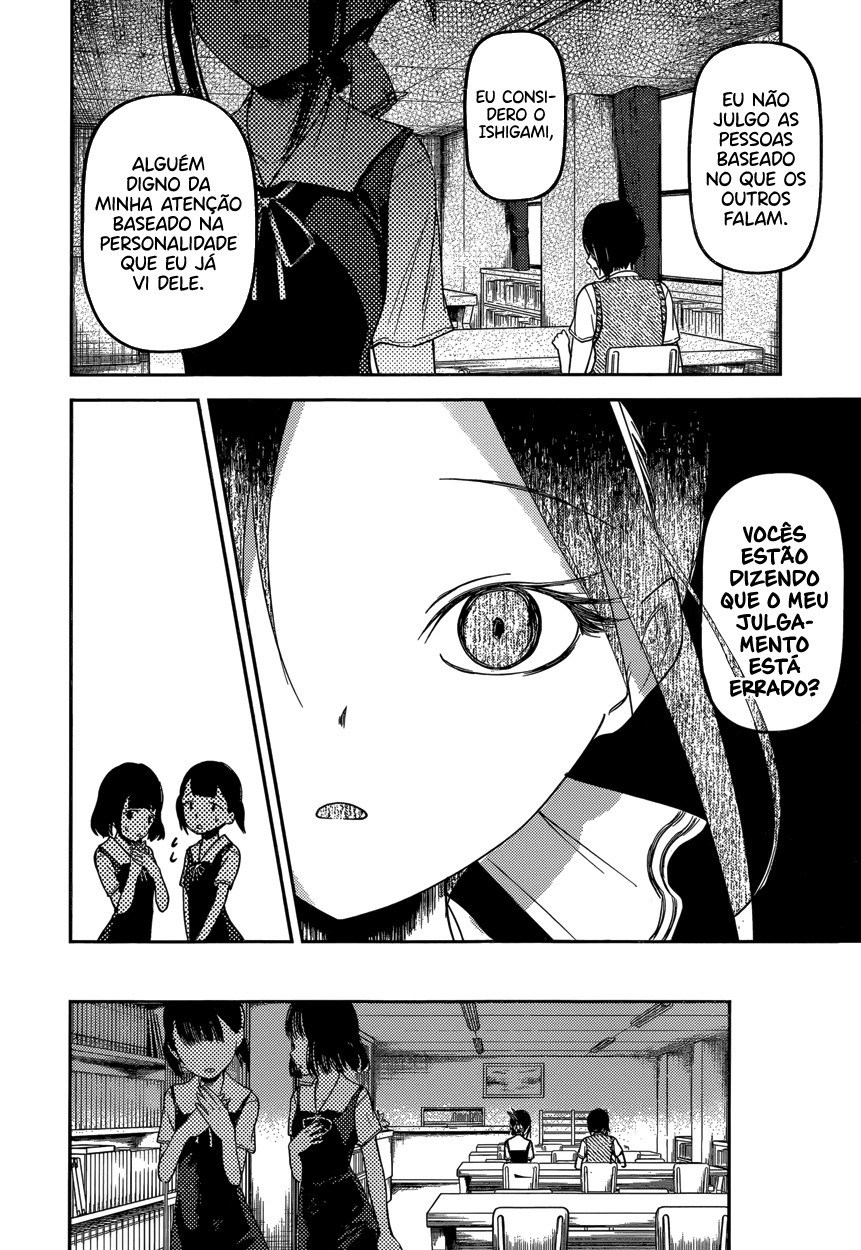 EU NÃO
JULGO AS
PESSOAS
BASEADO
NO QUE OS
OUTROS
FALAM.
EU CONSI-
DERO O
ISHIGAMI,
ALGUÉM
DIGNO DA
MINHA ATENÇÃO
BASEADO NA
PERSONALIDADE
QUE EU JÁ
VI DELE.
VOCÊS
ESTÃO
DIZENDO
QUE O MEU
JULGA-
MENTO
ESTÁ
ERRADO?